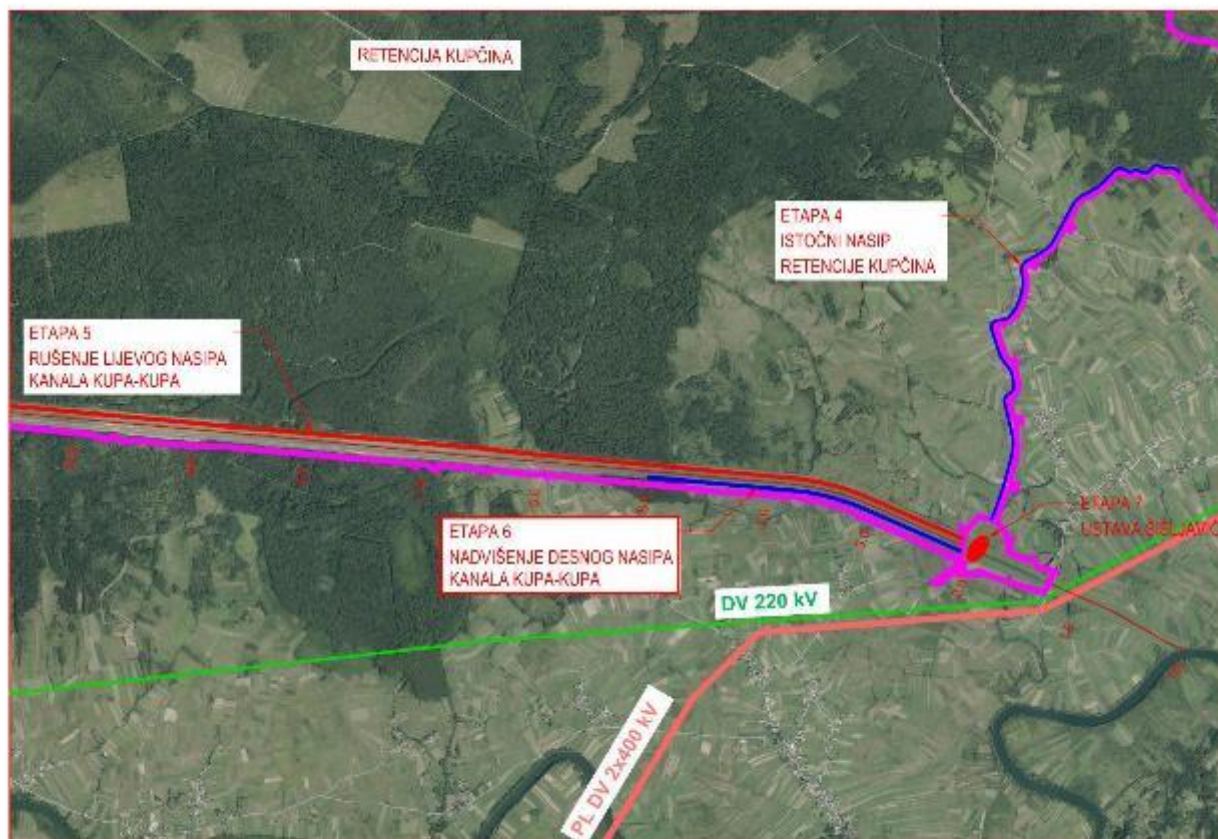 RETENCIJA KUPČINA
ETAPA 4
ISTOČNI NASIP
RETENCIJE KUPČINA
ETAPA 5
RUŠENJE LIJEVOG NASIPA
KANALA KUPA-KUPA
ETAPA 7
USTAVA
ETAPA 6
NADVIŠENJE DESNOG NASIPA
KANALA KUPA-KUPA
DV 220 kV
PL DV 2x400 kV